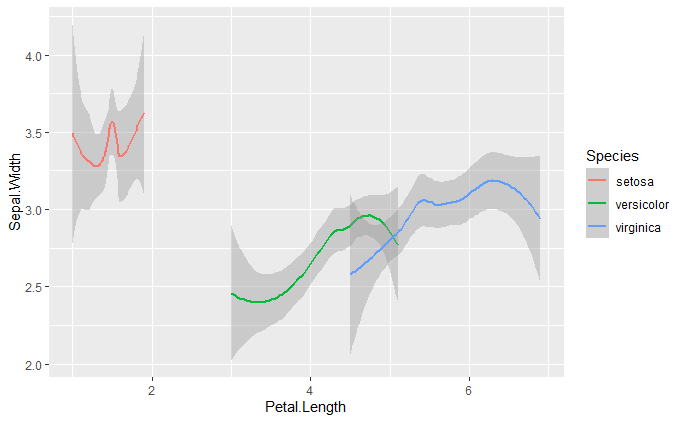 Sepal.Width
4.0
3.5
3.0
2.5
2.0
2
4
6
Petal.Length
Species
setosa
versicolor
virginica